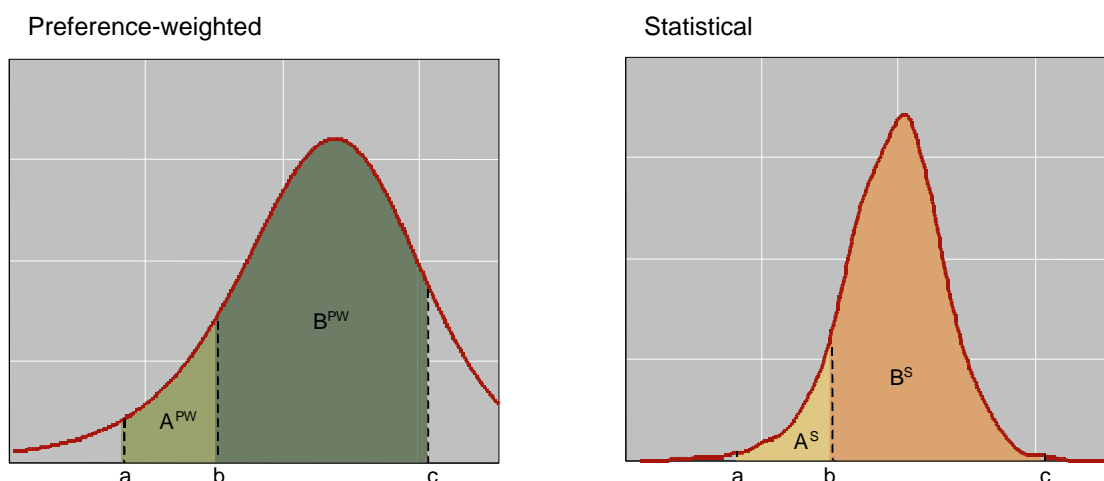 Preference-weighted
Statistical
A^PW
B^PW
a
b
c
A^S
B^S
a
b
c